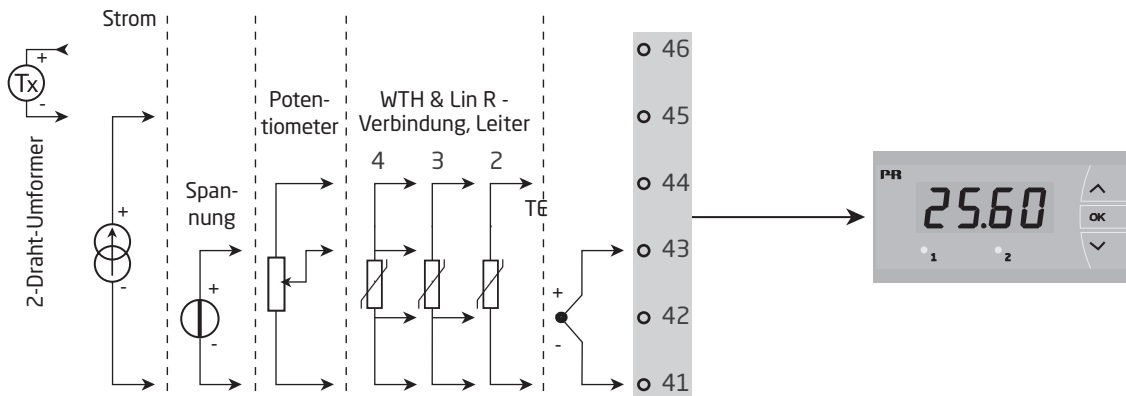 Strom
+
Tx
-
2-Draht-Umformer
+
-
Span-
nung
+
-
Poten-
tiometer
WTH & Lin R -
Verbindung, Leiter
4 3 2
TE
+
-
46
45
44
43
42
41
PR
25.60
OK
1 2